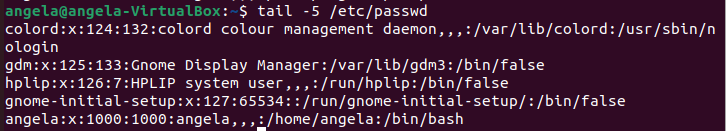 angela@angela-VirtualBox:~$ tail -5 /etc/passwd
colord:x:124:132:colord colour management daemon,,,:/var/lib/colord:/usr/sbin/n
ologin
gdm:x:125:133:Gnome Display Manager:/var/lib/gdm3:/bin/false
hplip:x:126:7:HPLIP system user,,,:/run/hplip:/bin/false
gnome-initial-setup:x:127:65534::/run/gnome-initial-setup/:/bin/false
angela:x:1000:1000:angela,,,:/home/angela:/bin/bash